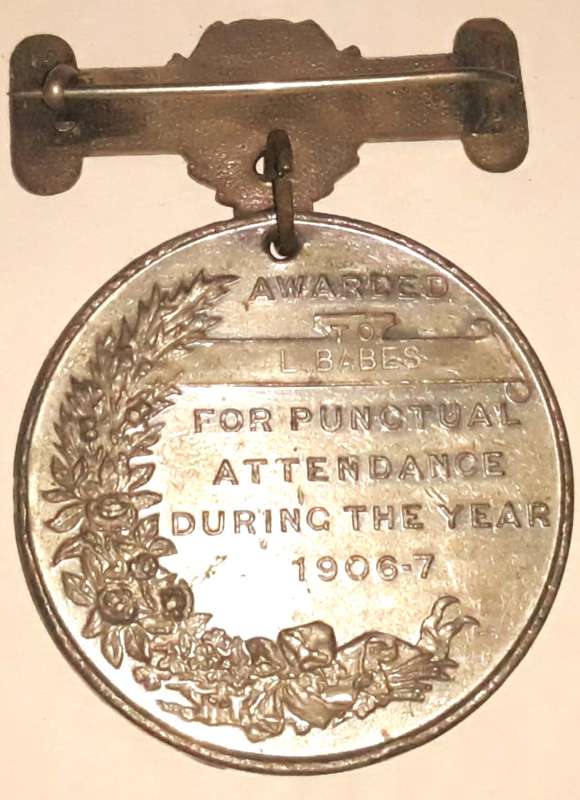 AWARDED
TO
L. BABES
FOR PUNCTUAL
ATTENDANCE
DURING THE YEAR
1906-7